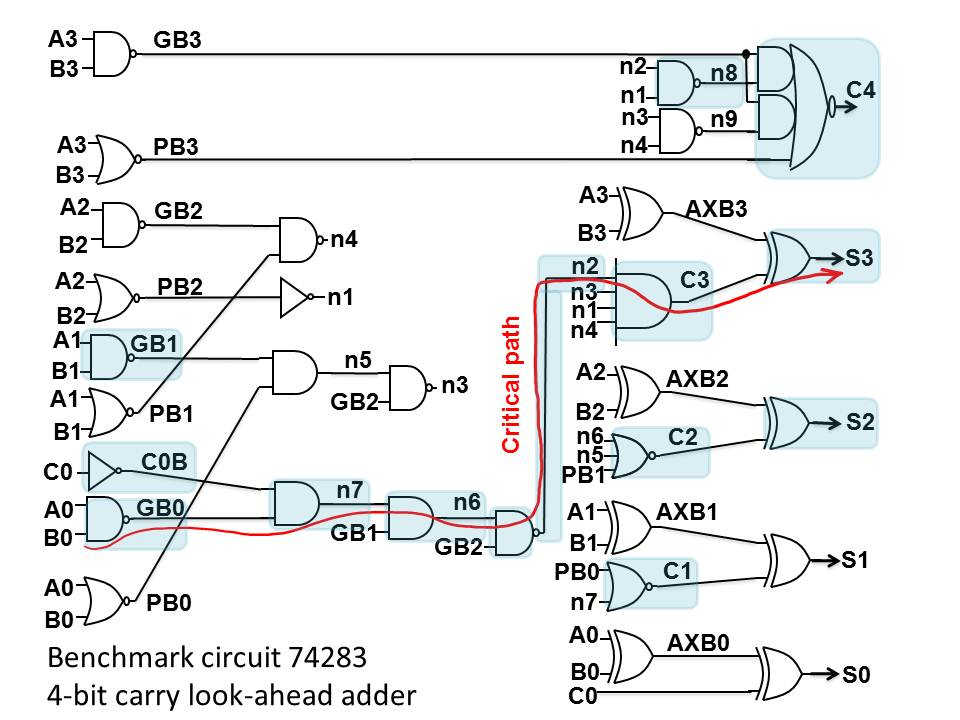 A3 GB3
B3
n2 n8
n1
C4
n3 n9
n4
A3 PB3
B3
A2 GB2
B2
n4
A2 PB2
B2
n1
A1 GB1
B1
n5
GB2
n3
A1 PB1
B1
C0 C0B
A0 GB0
B0
n7
GB1
n6
GB2
A0 PB0
B0
Critical path
A3 AXB3
B3
S3
n2 C3
n3
n1
n4
A2 AXB2
B2
S2
n6 C2
n5
PB1
A1 AXB1
B1
S1
PB0 C1
n7
A0 AXB0
B0
C0
S0
Benchmark circuit 74283
4-bit carry look-ahead adder